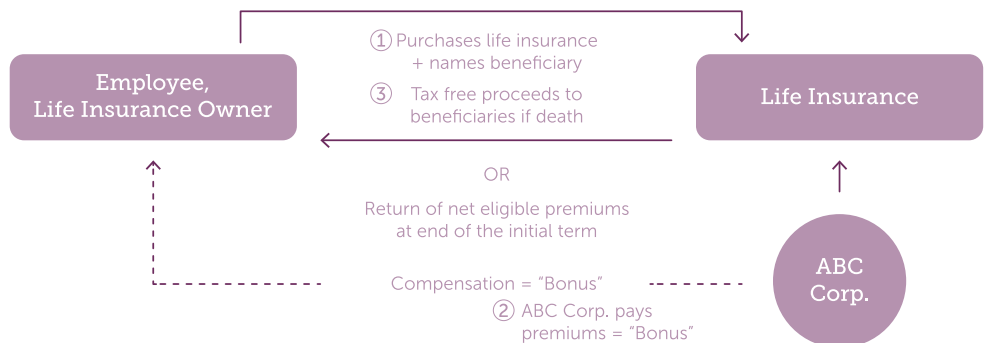 Employee,
Life Insurance Owner
① Purchases life insurance
+ names beneficiary
③ Tax free proceeds to
beneficiaries if death
Life Insurance
OR
Return of net eligible premiums
at end of the initial term
Compensation = "Bonus"
② ABC Corp. pays
premiums = "Bonus"
ABC
Corp.